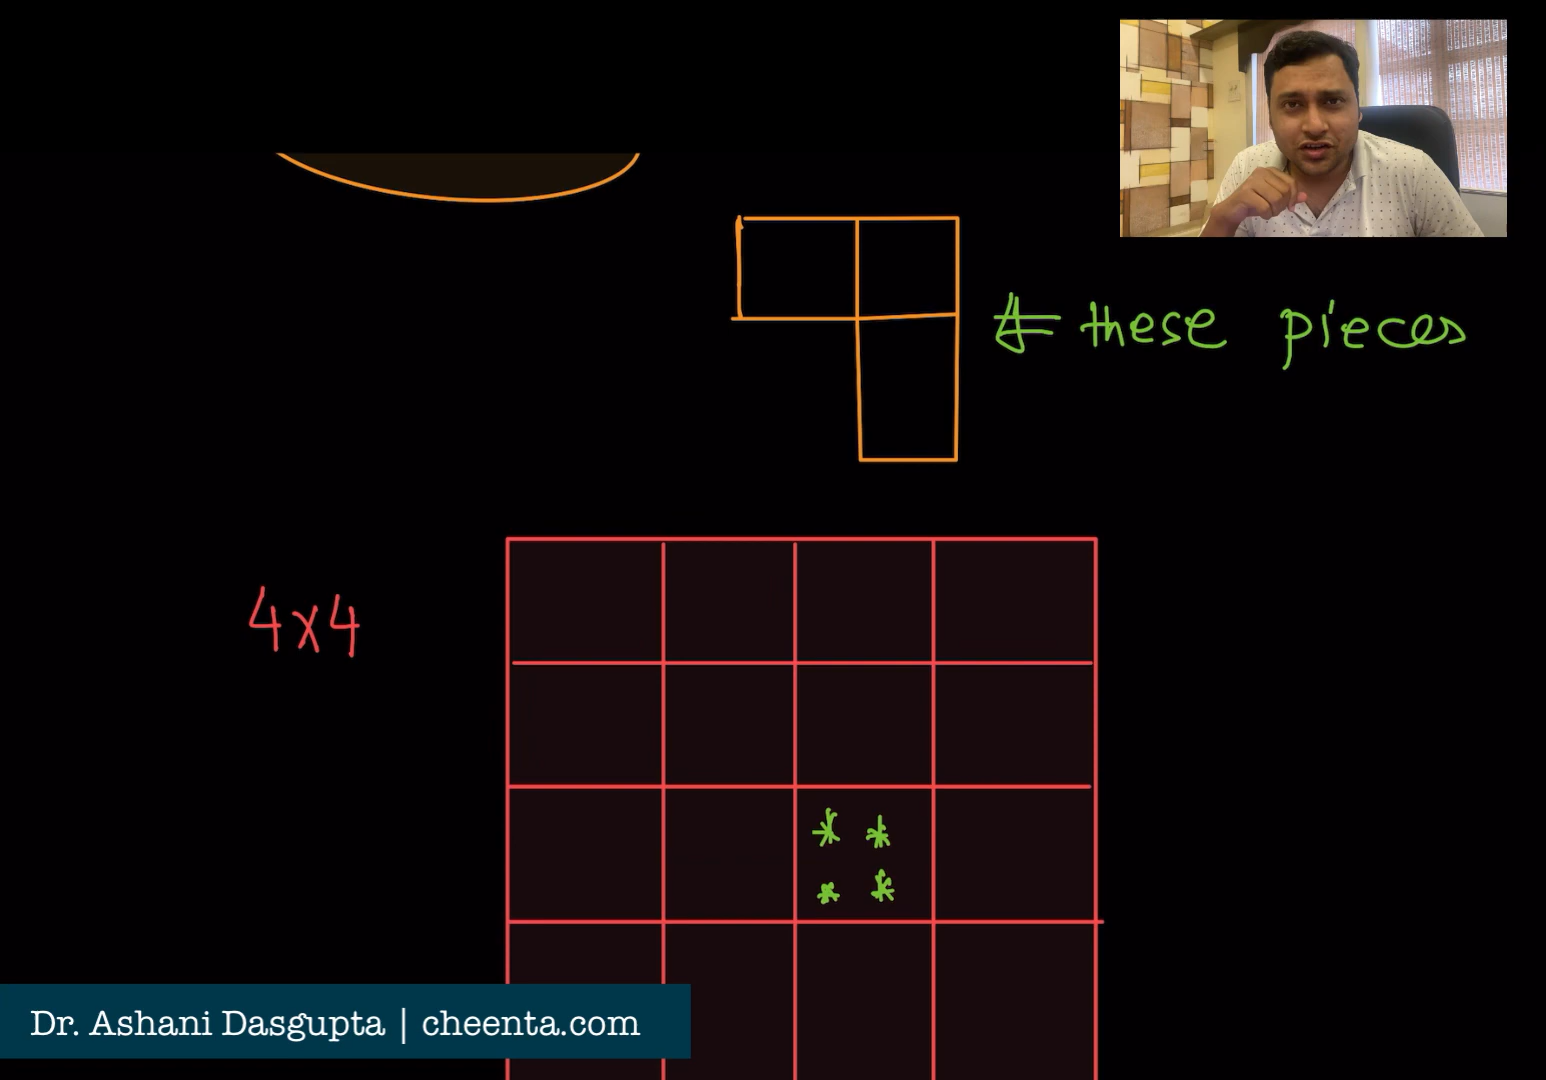 ← these pieces
4x4
* *
* *
Dr. Ashani Dasgupta | cheenta.com